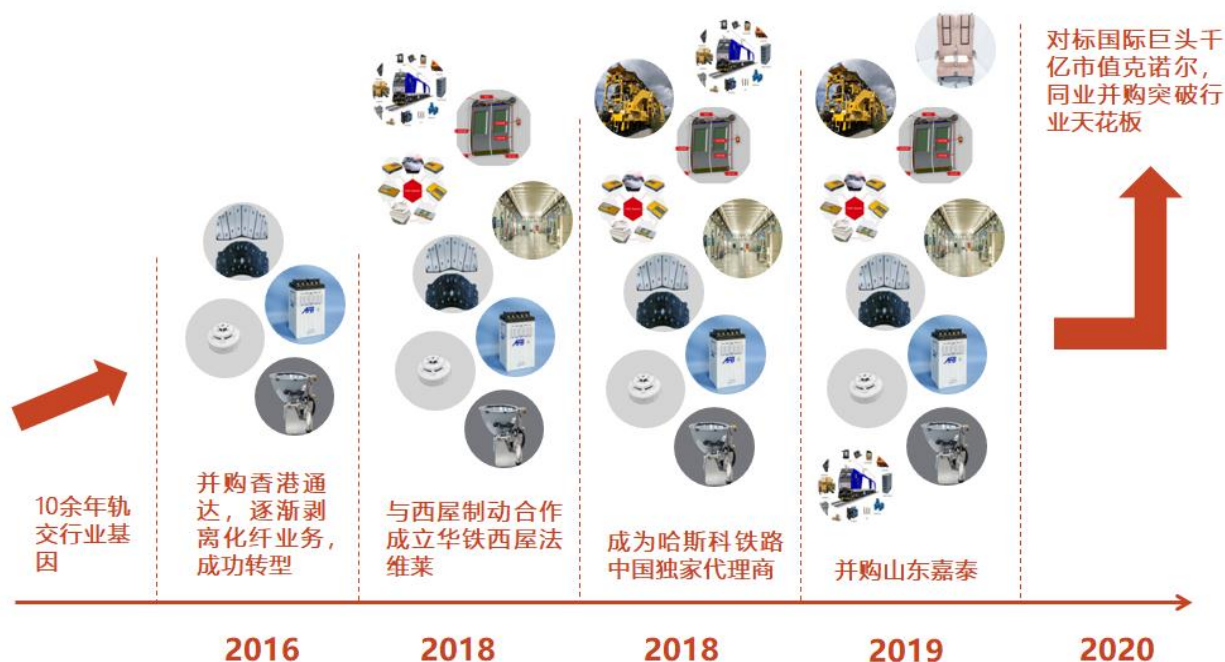 10余年轨
交行业基
因
并购香港通
达，逐渐剥
离化纤业务，
成功转型
与西屋制动合作
成立华铁西屋法
维莱
成为哈斯科铁路
中国独家代理商
并购山东嘉泰
对标国际巨头千
亿市值克诺尔，
同业并购突破行
业天花板
2016
2018
2018
2019
2020